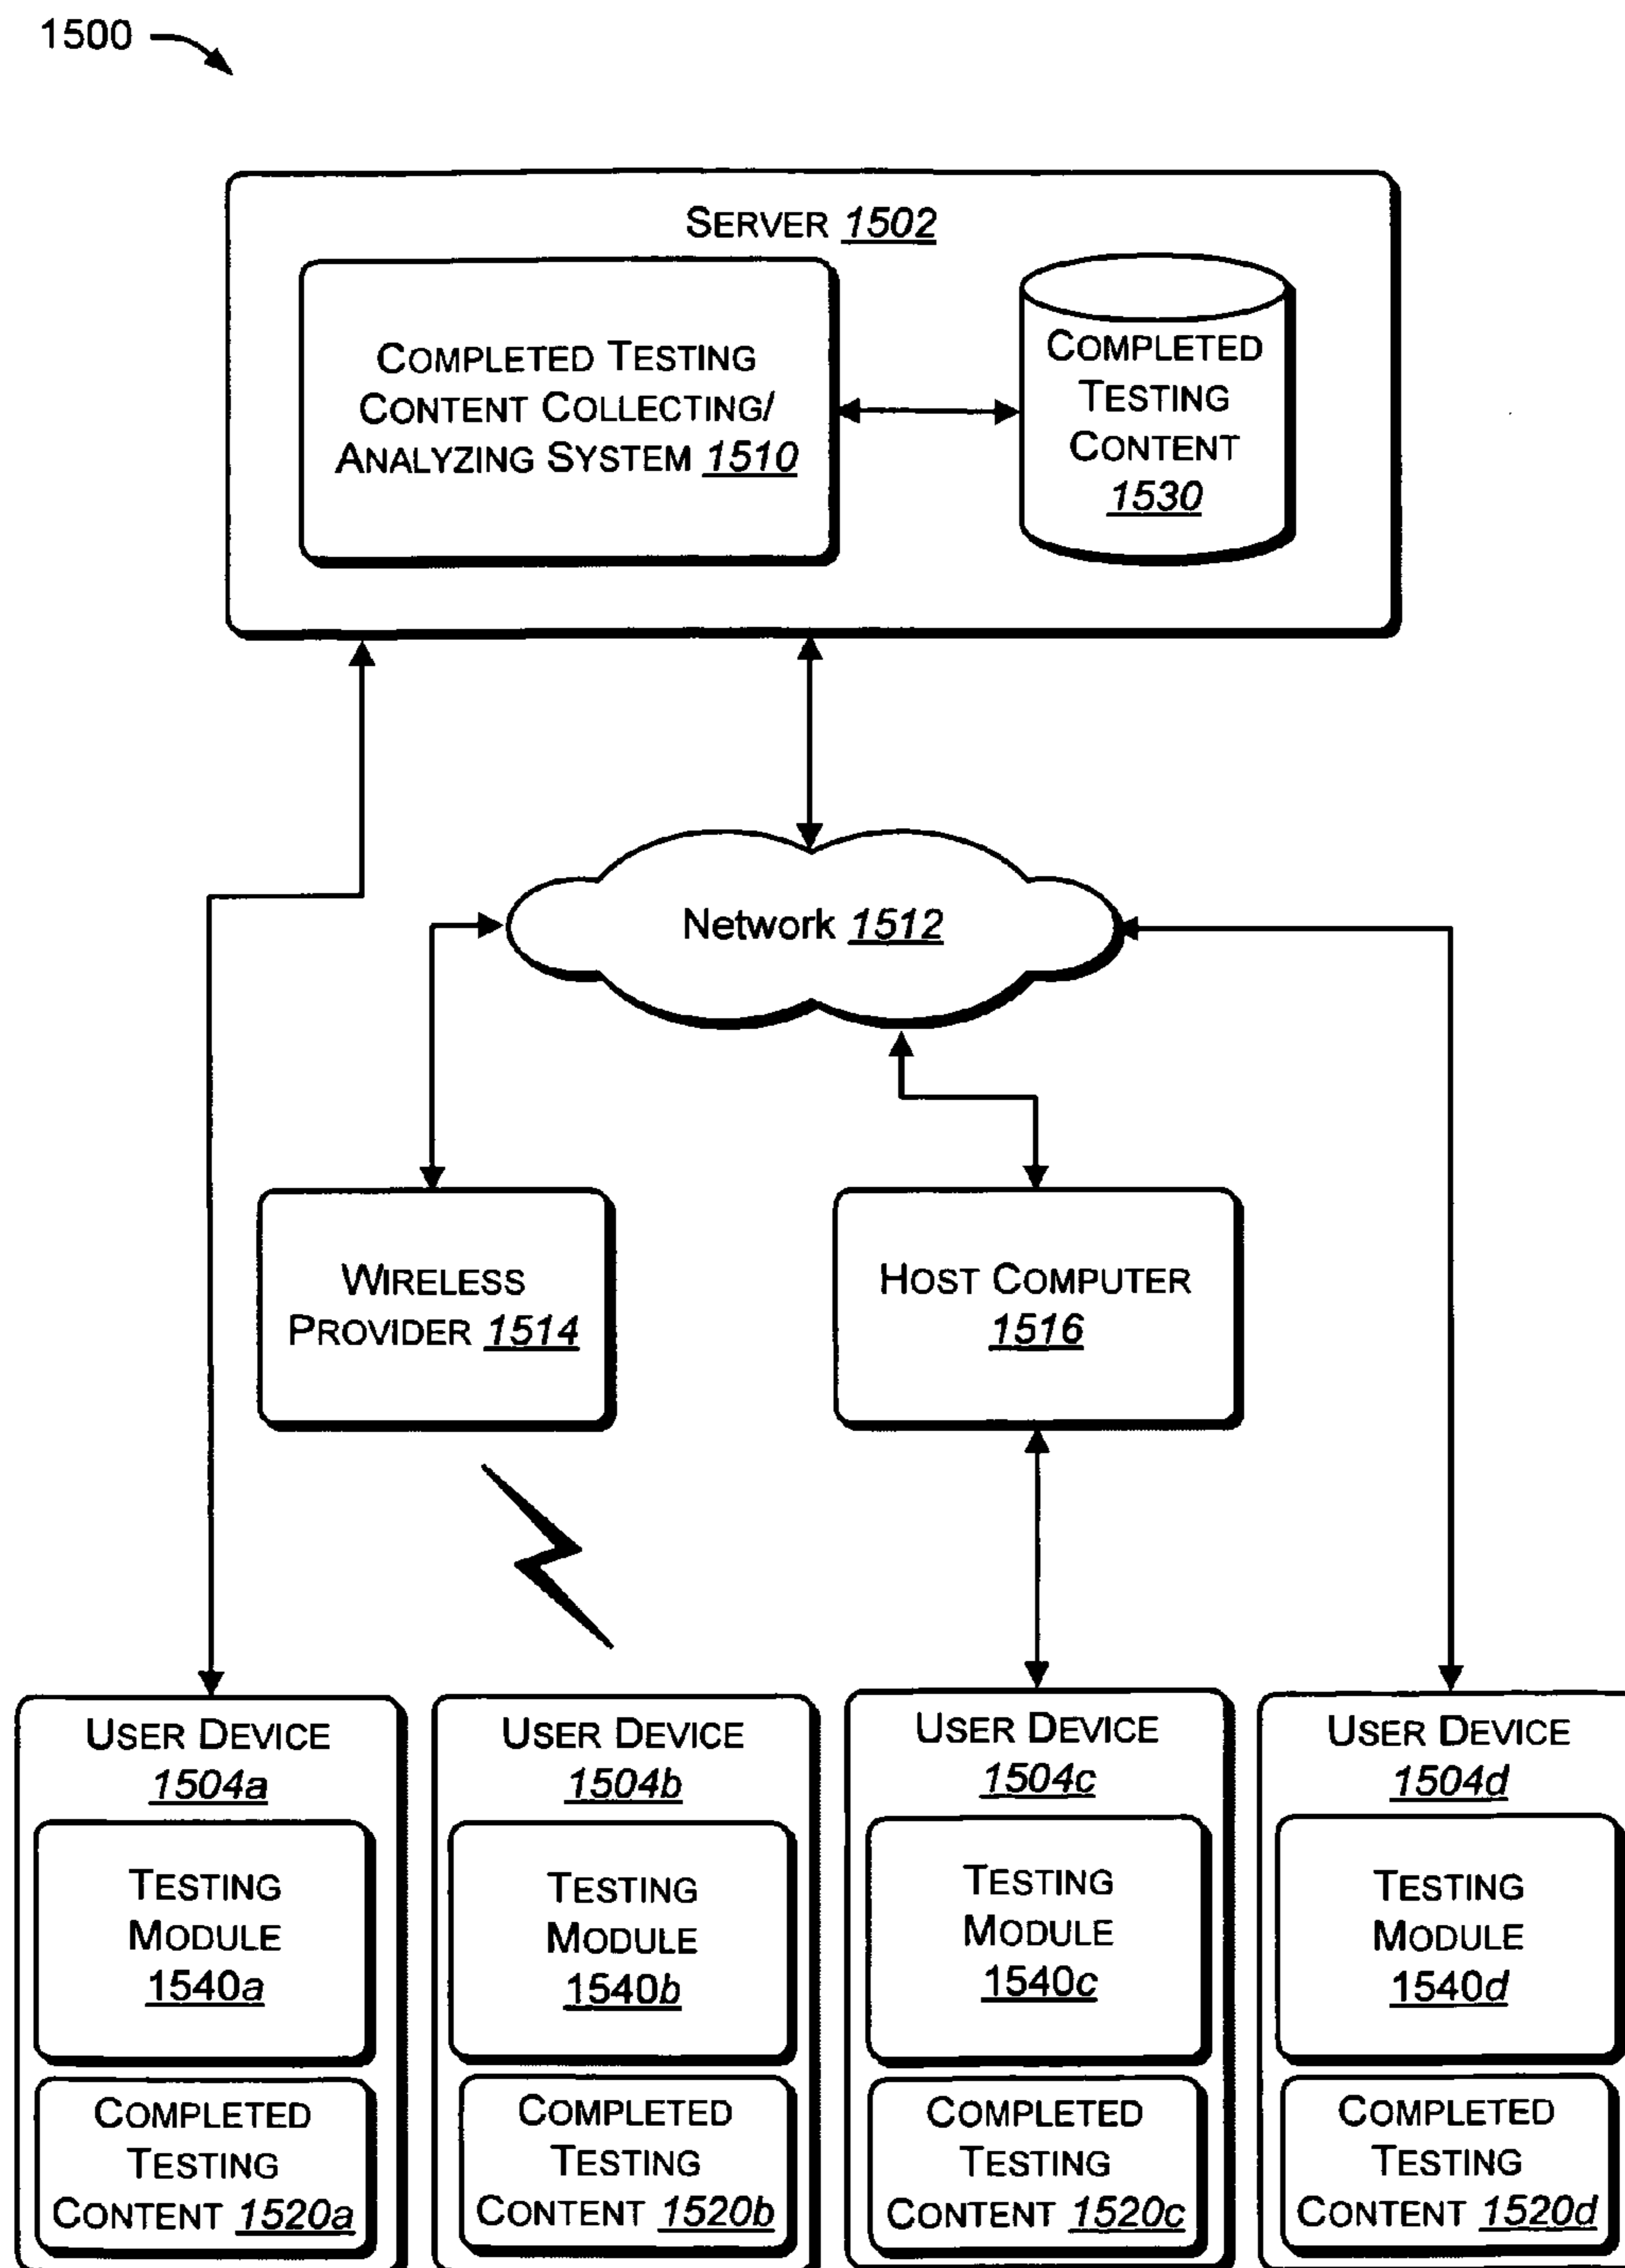 1500
SERVER 1502
COMPLETED TESTING
CONTENT COLLECTING/
ANALYZING SYSTEM 1510
COMPLETED
TESTING
CONTENT
1530
Network 1512
WIRELESS
PROVIDER 1514
HOST COMPUTER
1516
USER DEVICE
1504a
TESTING
MODULE
1540a
COMPLETED
TESTING
CONTENT 1520a
USER DEVICE
1504b
TESTING
MODULE
1540b
COMPLETED
TESTING
CONTENT 1520b
USER DEVICE
1504c
TESTING
MODULE
1540c
COMPLETED
TESTING
CONTENT 1520c
USER DEVICE
1504d
TESTING
MODULE
1540d
COMPLETED
TESTING
CONTENT 1520d